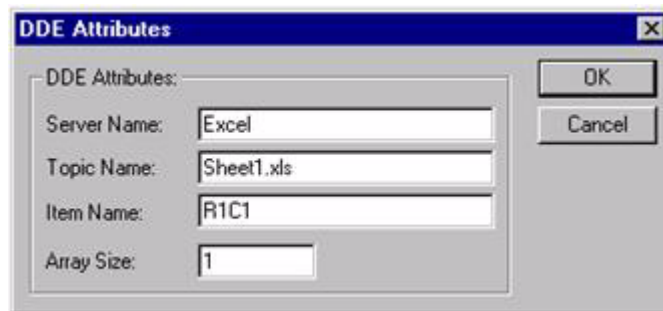 DDE Attributes
DDE Attributes:
Server Name: Excel
Topic Name: Sheet1.xls
Item Name: R1C1
Array Size: 1
OK
Cancel